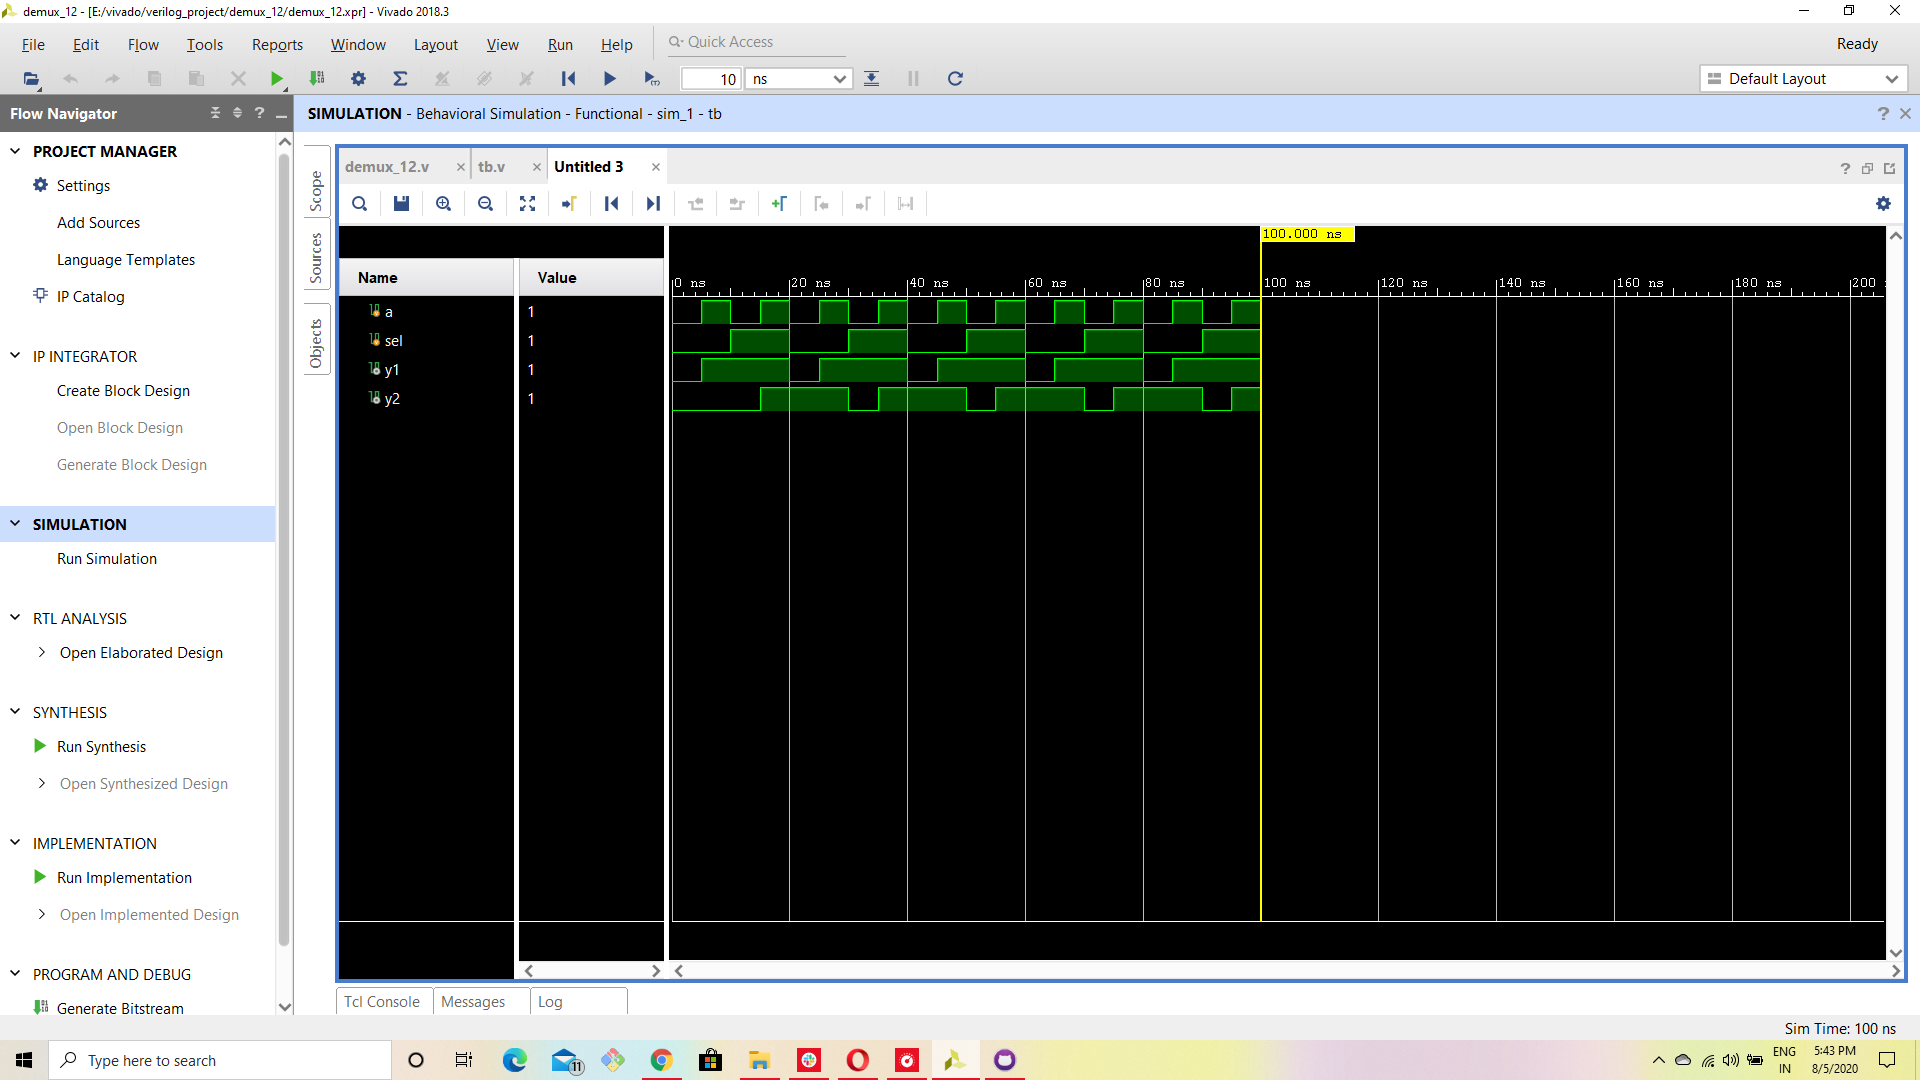 demux_12 - [E:/vivado/verilog_project/demux_12/demux_12.xpr] - Vivado 2018.3
File Edit Flow Tools Reports Window Layout View Run Help Quick Access Ready
10 ns Default Layout
Flow Navigator
SIMULATION - Behavioral Simulation - Functional - sim_1 - tb
PROJECT MANAGER
Settings
Add Sources
Language Templates
IP Catalog
IP INTEGRATOR
Create Block Design
Open Block Design
Generate Block Design
SIMULATION
Run Simulation
RTL ANALYSIS
Open Elaborated Design
SYNTHESIS
Run Synthesis
Open Synthesized Design
IMPLEMENTATION
Run Implementation
Open Implemented Design
PROGRAM AND DEBUG
Generate Bitstream
Scope
Sources
Objects
demux_12.v tb.v Untitled 3
100.000 ns
Name Value
0 ns 20 ns 40 ns 60 ns 80 ns 100 ns 120 ns 140 ns 160 ns 180 ns 200
a 1
sel 1
y1 1
y2 1
Tcl Console Messages Log
Sim Time: 100 ns
Type here to search
11
ENG
IN
5:43 PM
8/5/2020